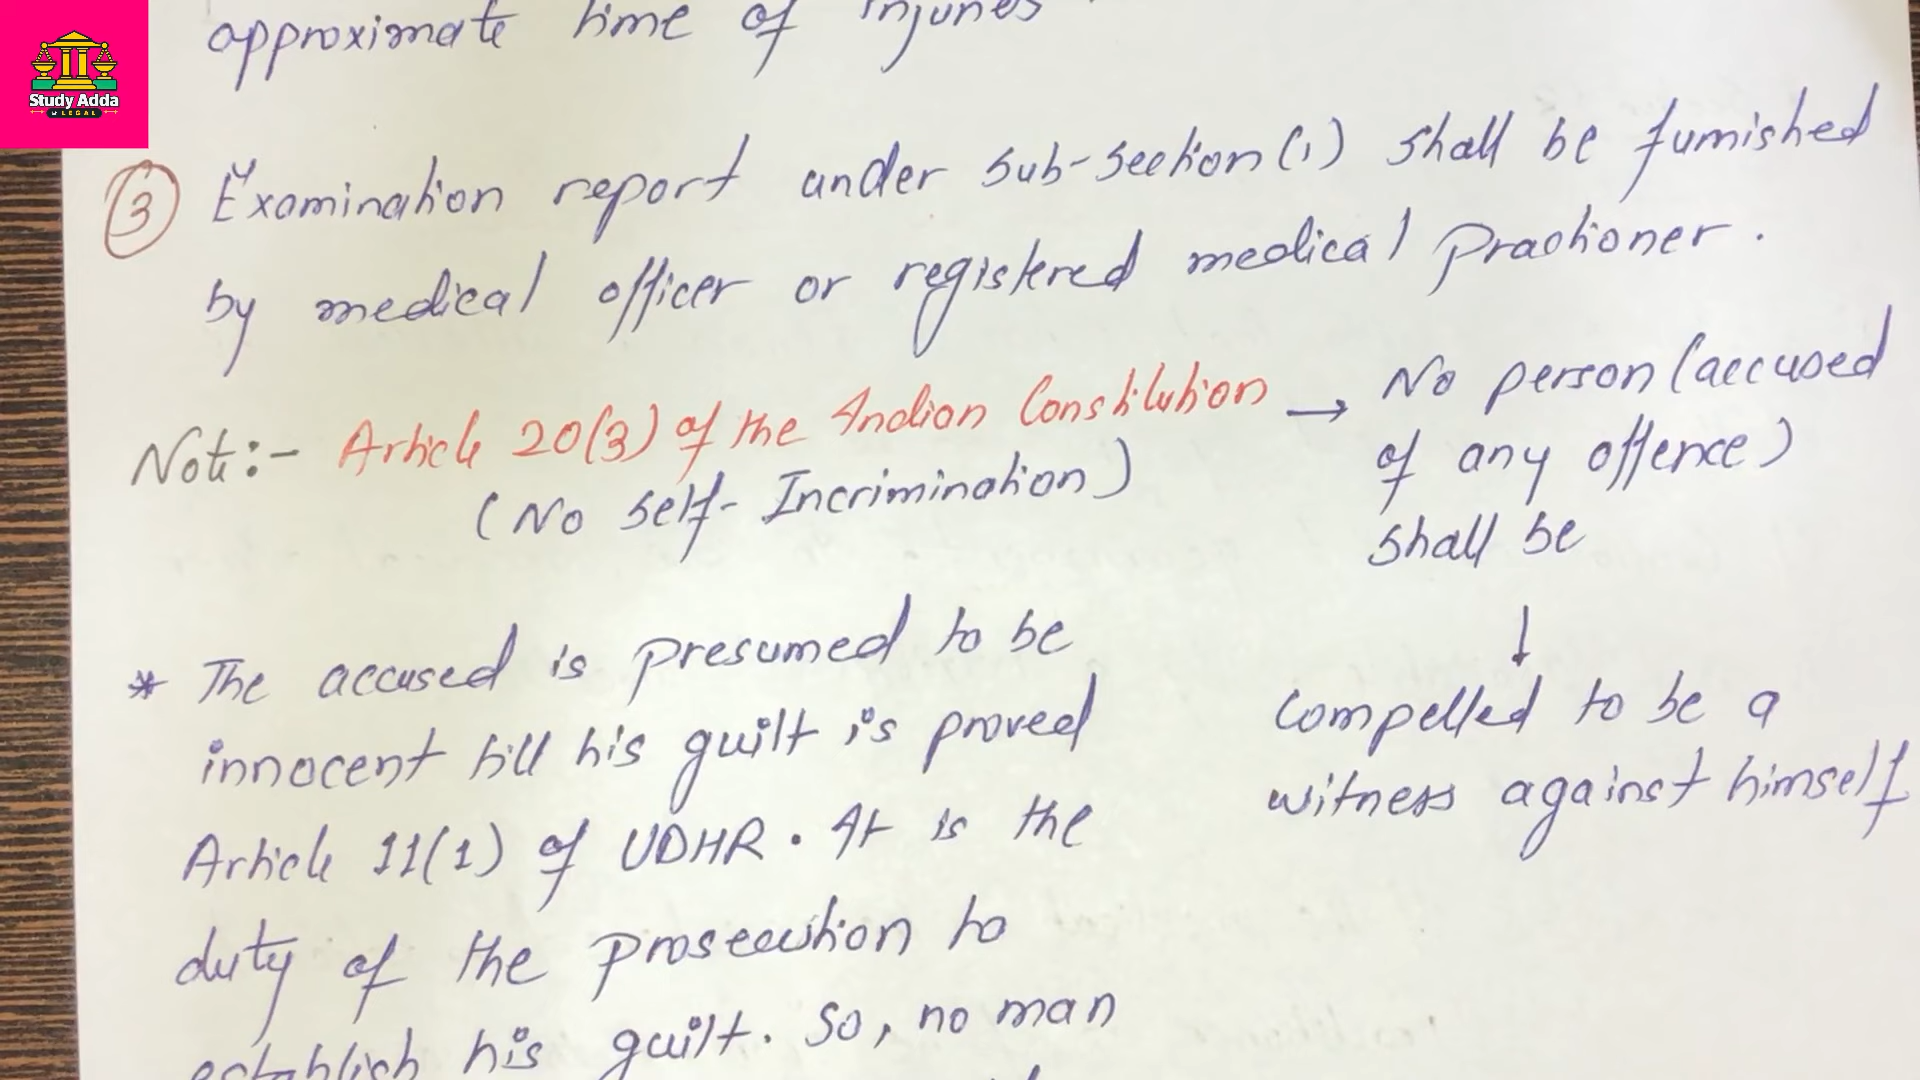 Study Adda
LEGAL
approximate time of injuries
3 Examination report under sub-section (1) shall be furnished
by medical officer or registered medical Practioner.
Note:- Article 20(3) of the Indian Constitution → No person (accused
of any offence)
(No self-Incrimination)
shall be
↓
compelled to be a
witness against himself
* The accused is presumed to be
innocent till his guilt is proved
Article 11(1) of UDHR. It is the
duty of the prosecution to
establish his guilt. So, no man